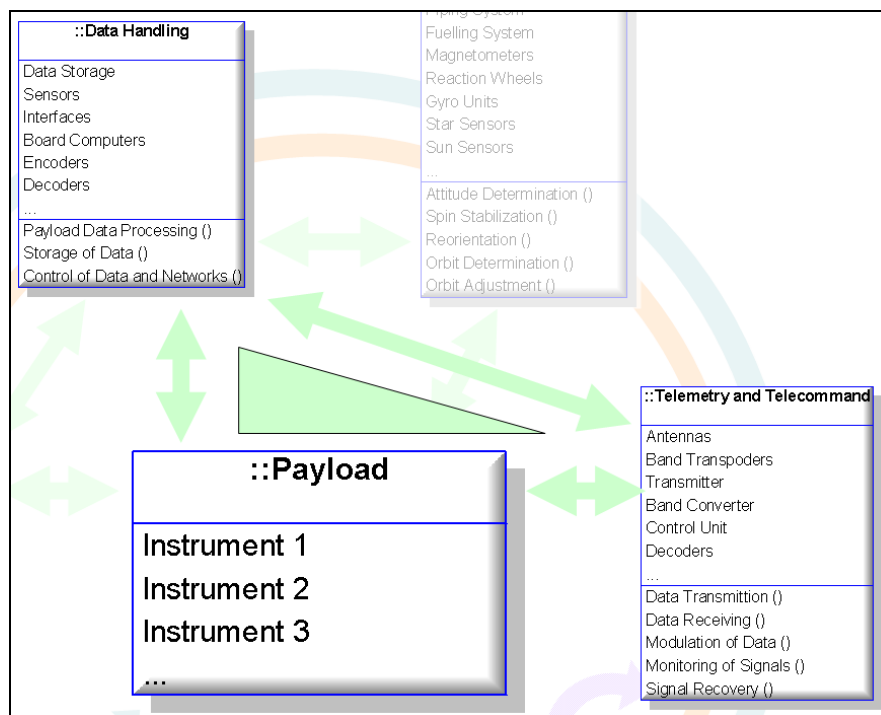 ::Data Handling
Data Storage
Sensors
Interfaces
Board Computers
Encoders
Decoders
...
Payload Data Processing ()
Storage of Data ()
Control of Data and Networks ()
Piping System
Fuelling System
Magnetometers
Reaction Wheels
Gyro Units
Star Sensors
Sun Sensors
...
Attitude Determination ()
Spin Stabilization ()
Reorientation ()
Orbit Determination ()
Orbit Adjustment ()
::Payload
Instrument 1
Instrument 2
Instrument 3
...
::Telemetry and Telecommand
Antennas
Band Transpoders
Transmitter
Band Converter
Control Unit
Decoders
...
Data Transmittion ()
Data Receiving ()
Modulation of Data ()
Monitoring of Signals ()
Signal Recovery ()